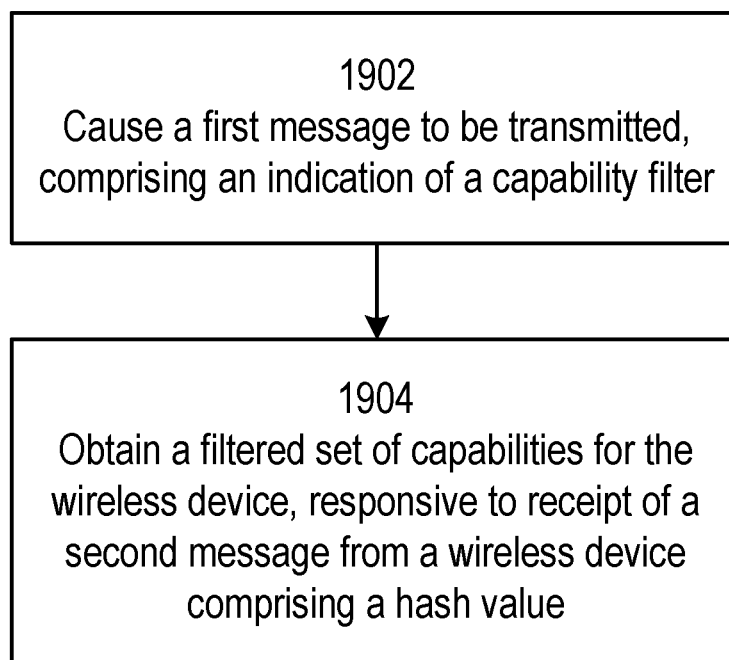 1902
Cause a first message to be transmitted,
comprising an indication of a capability filter
1904
Obtain a filtered set of capabilities for the
wireless device, responsive to receipt of a
second message from a wireless device
comprising a hash value